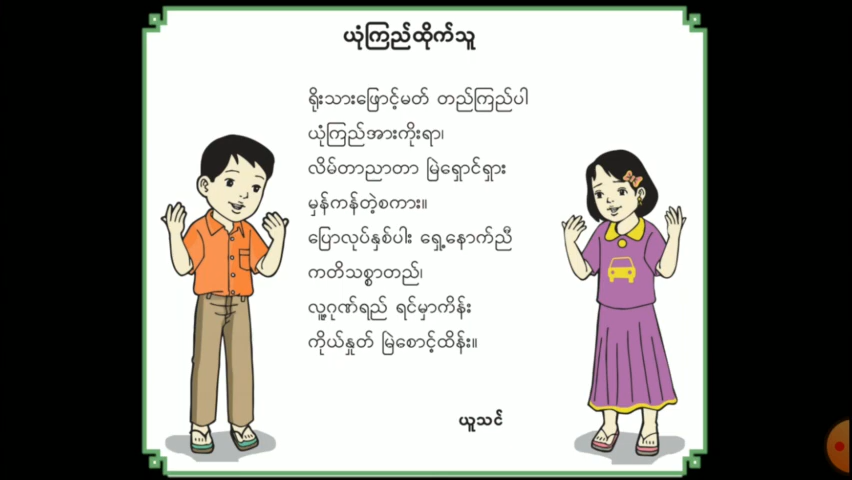 ယုံကြည်ထိုက်သူ
ရိုးသားဖြောင့်မတ် တည်ကြည်ပါ
ယုံကြည်အားကိုးရာ၊
လိမ်တာညာတာ မြဲရှောင်ရှား
မှန်ကန်တဲ့စကား။
ပြောလုပ်နှစ်ပါး ရှေ့နောက်ညီ
ကတိသစ္စာတည်၊
လူ့ဂုဏ်ရည် ရင်မှာကိန်း
ကိုယ်နှုတ် မြဲစောင့်ထိန်း။
ယူသင်